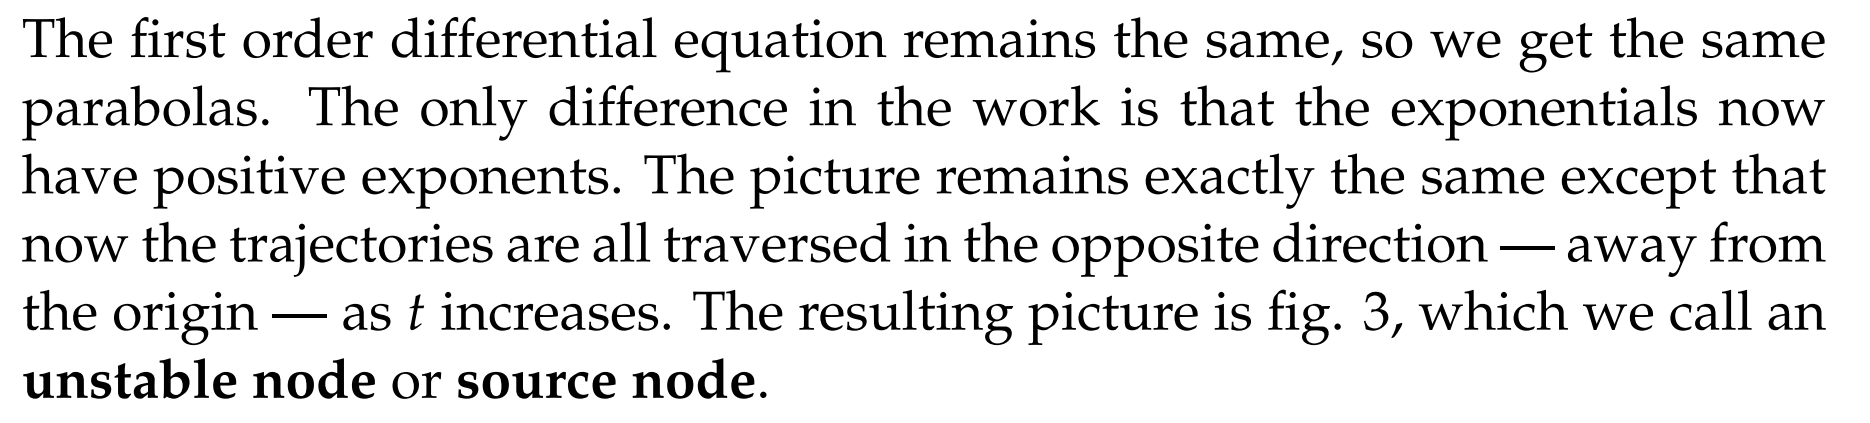 The first order differential equation remains the same, so we get the same
parabolas. The only difference in the work is that the exponentials now
have positive exponents. The picture remains exactly the same except that
now the trajectories are all traversed in the opposite direction — away from
the origin — as t increases. The resulting picture is fig. 3, which we call an
unstable node or source node.